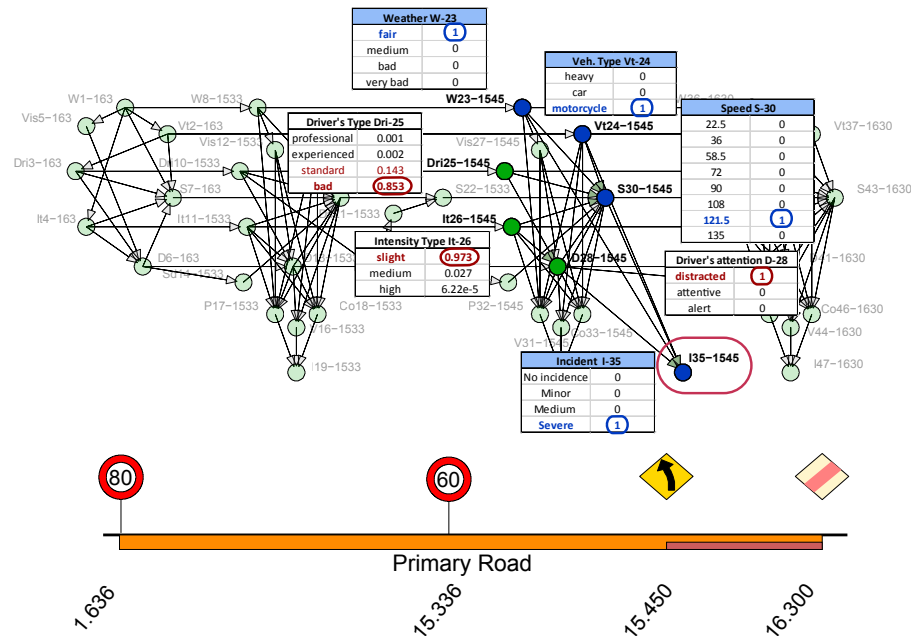 Weather W-23
fair 1
medium 0
bad 0
very bad 0
Veh. Type Vt-24
heavy 0
car 0
motorcycle 1
Speed S-30
22.5 0
36 0
58.5 0
72 0
90 0
108 0
121.5 1
135 0
W1-163
W8-1533
W23-1545
Vis5-163
Vt2-163
Vis12-1533
Vis27-1545
Vt24-1545
Vt37-1630
Driver's Type Dri-25
professional 0.001
experienced 0.002
standard 0.143
bad 0.853
Dri3-163
Dri25-1545
S7-163
S22-1533
S30-1545
S43-1630
It4-163
It11-1533
It26-1545
Intensity Type It-26
slight 0.973
medium 0.027
high 6.22e-5
D6-163
D28-1545
Driver's attention D-28
distracted 1
attentive 0
alert 0
P17-1533
Co18-1533
P32-1545
Co46-1630
V16-1533
V31-1545
Co33-1545
V44-1630
I19-1533
I35-1545
I47-1630
Incident I-35
No incidence 0
Minor 0
Medium 0
Severe 1
80
60
Primary Road
1.636
15.336
15.450
16.300